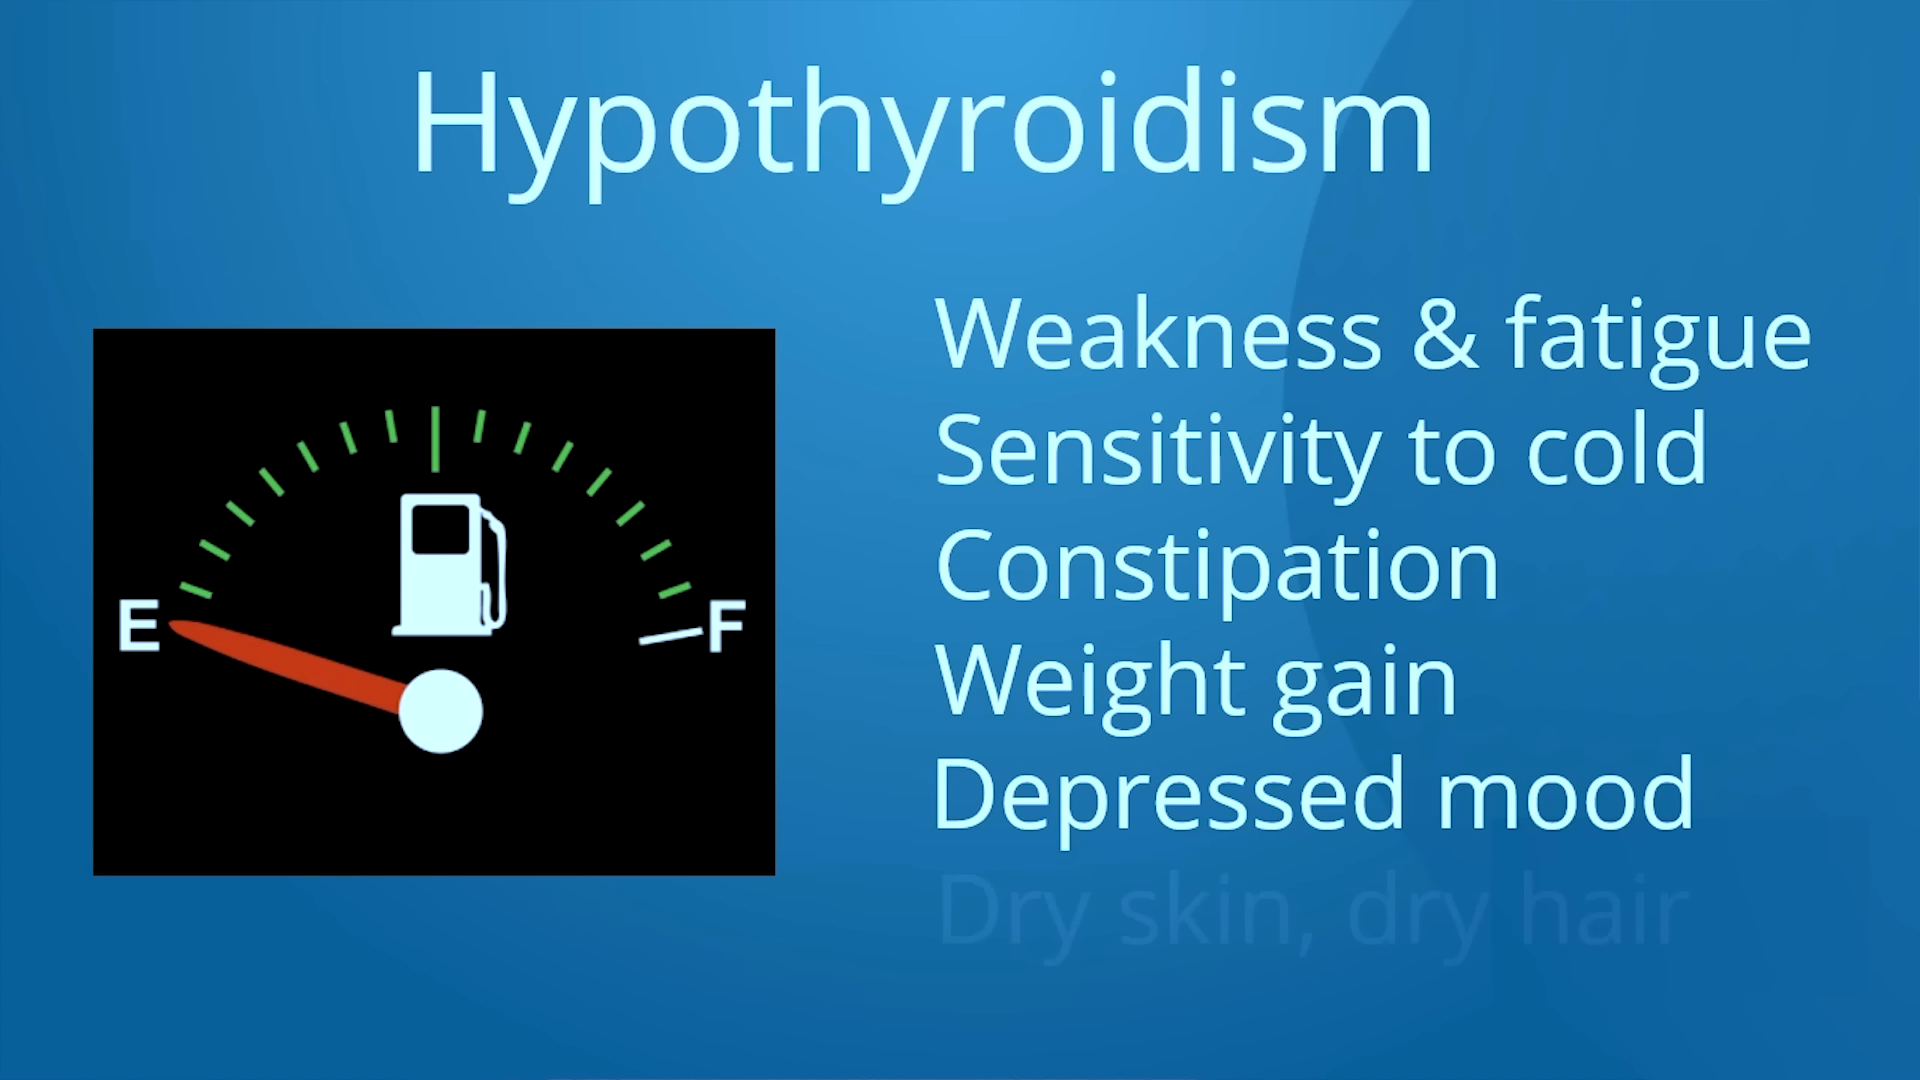 Hypothyroidism
E
F
Weakness & fatigue
Sensitivity to cold
Constipation
Weight gain
Depressed mood
Dry skin, dry hair